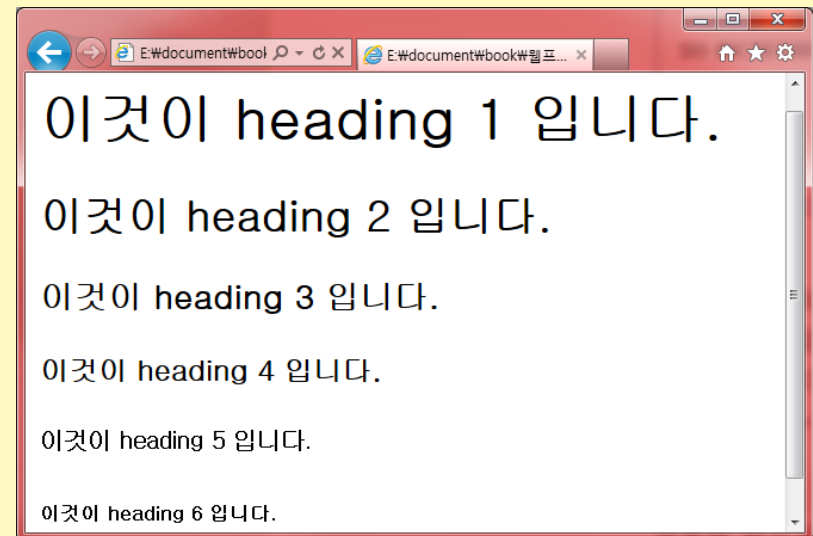 E:₩document₩book
E:₩document₩book₩웹프...
이것이 heading 1 입니다.
이것이 heading 2 입니다.
이것이 heading 3 입니다.
이것이 heading 4 입니다.
이것이 heading 5 입니다.
이것이 heading 6 입니다.